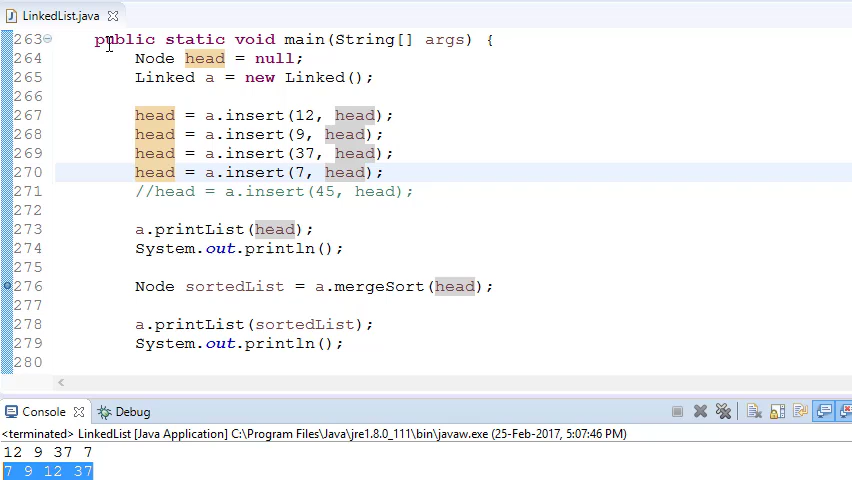 LinkedList.java
263 public static void main(String[] args) {
264 Node head = null;
265 Linked a = new Linked();
266
267 head = a.insert(12, head);
268 head = a.insert(9, head);
269 head = a.insert(37, head);
270 head = a.insert(7, head);
271 //head = a.insert(45, head);
272
273 a.printList(head);
274 System.out.println();
275
276 Node sortedList = a.mergeSort(head);
277
278 a.printList(sortedList);
279 System.out.println();
280
Console Debug
<terminated> LinkedList [Java Application] C:\Program Files\Java\jre1.8.0_111\bin\javaw.exe (25-Feb-2017, 5:07:46 PM)
12 9 37 7
7 9 12 37